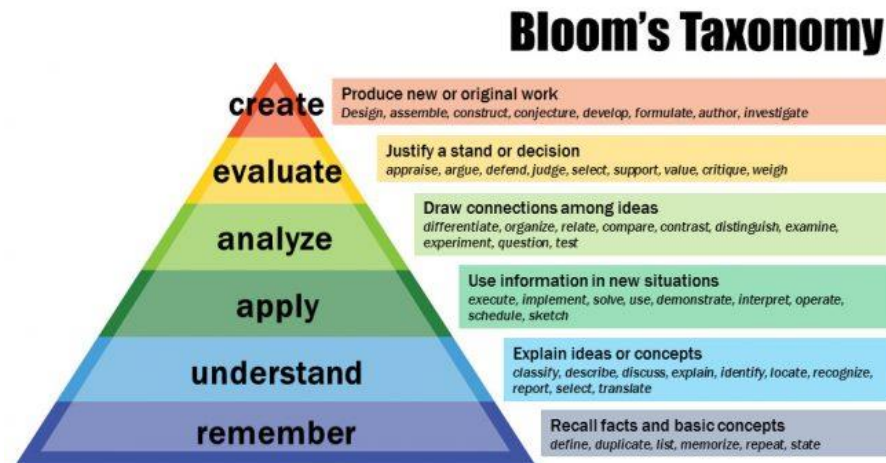 Bloom's Taxonomy
create
Produce new or original work
Design, assemble, construct, conjecture, develop, formulate, author, investigate
evaluate
Justify a stand or decision
appraise, argue, defend, judge, select, support, value, critique, weigh
analyze
Draw connections among ideas
differentiate, organize, relate, compare, contrast, distinguish, examine,
experiment, question, test
apply
Use information in new situations
execute, implement, solve, use, demonstrate, interpret, operate,
schedule, sketch
understand
Explain ideas or concepts
classify, describe, discuss, explain, identify, locate, recognize,
report, select, translate
remember
Recall facts and basic concepts
define, duplicate, list, memorize, repeat, state